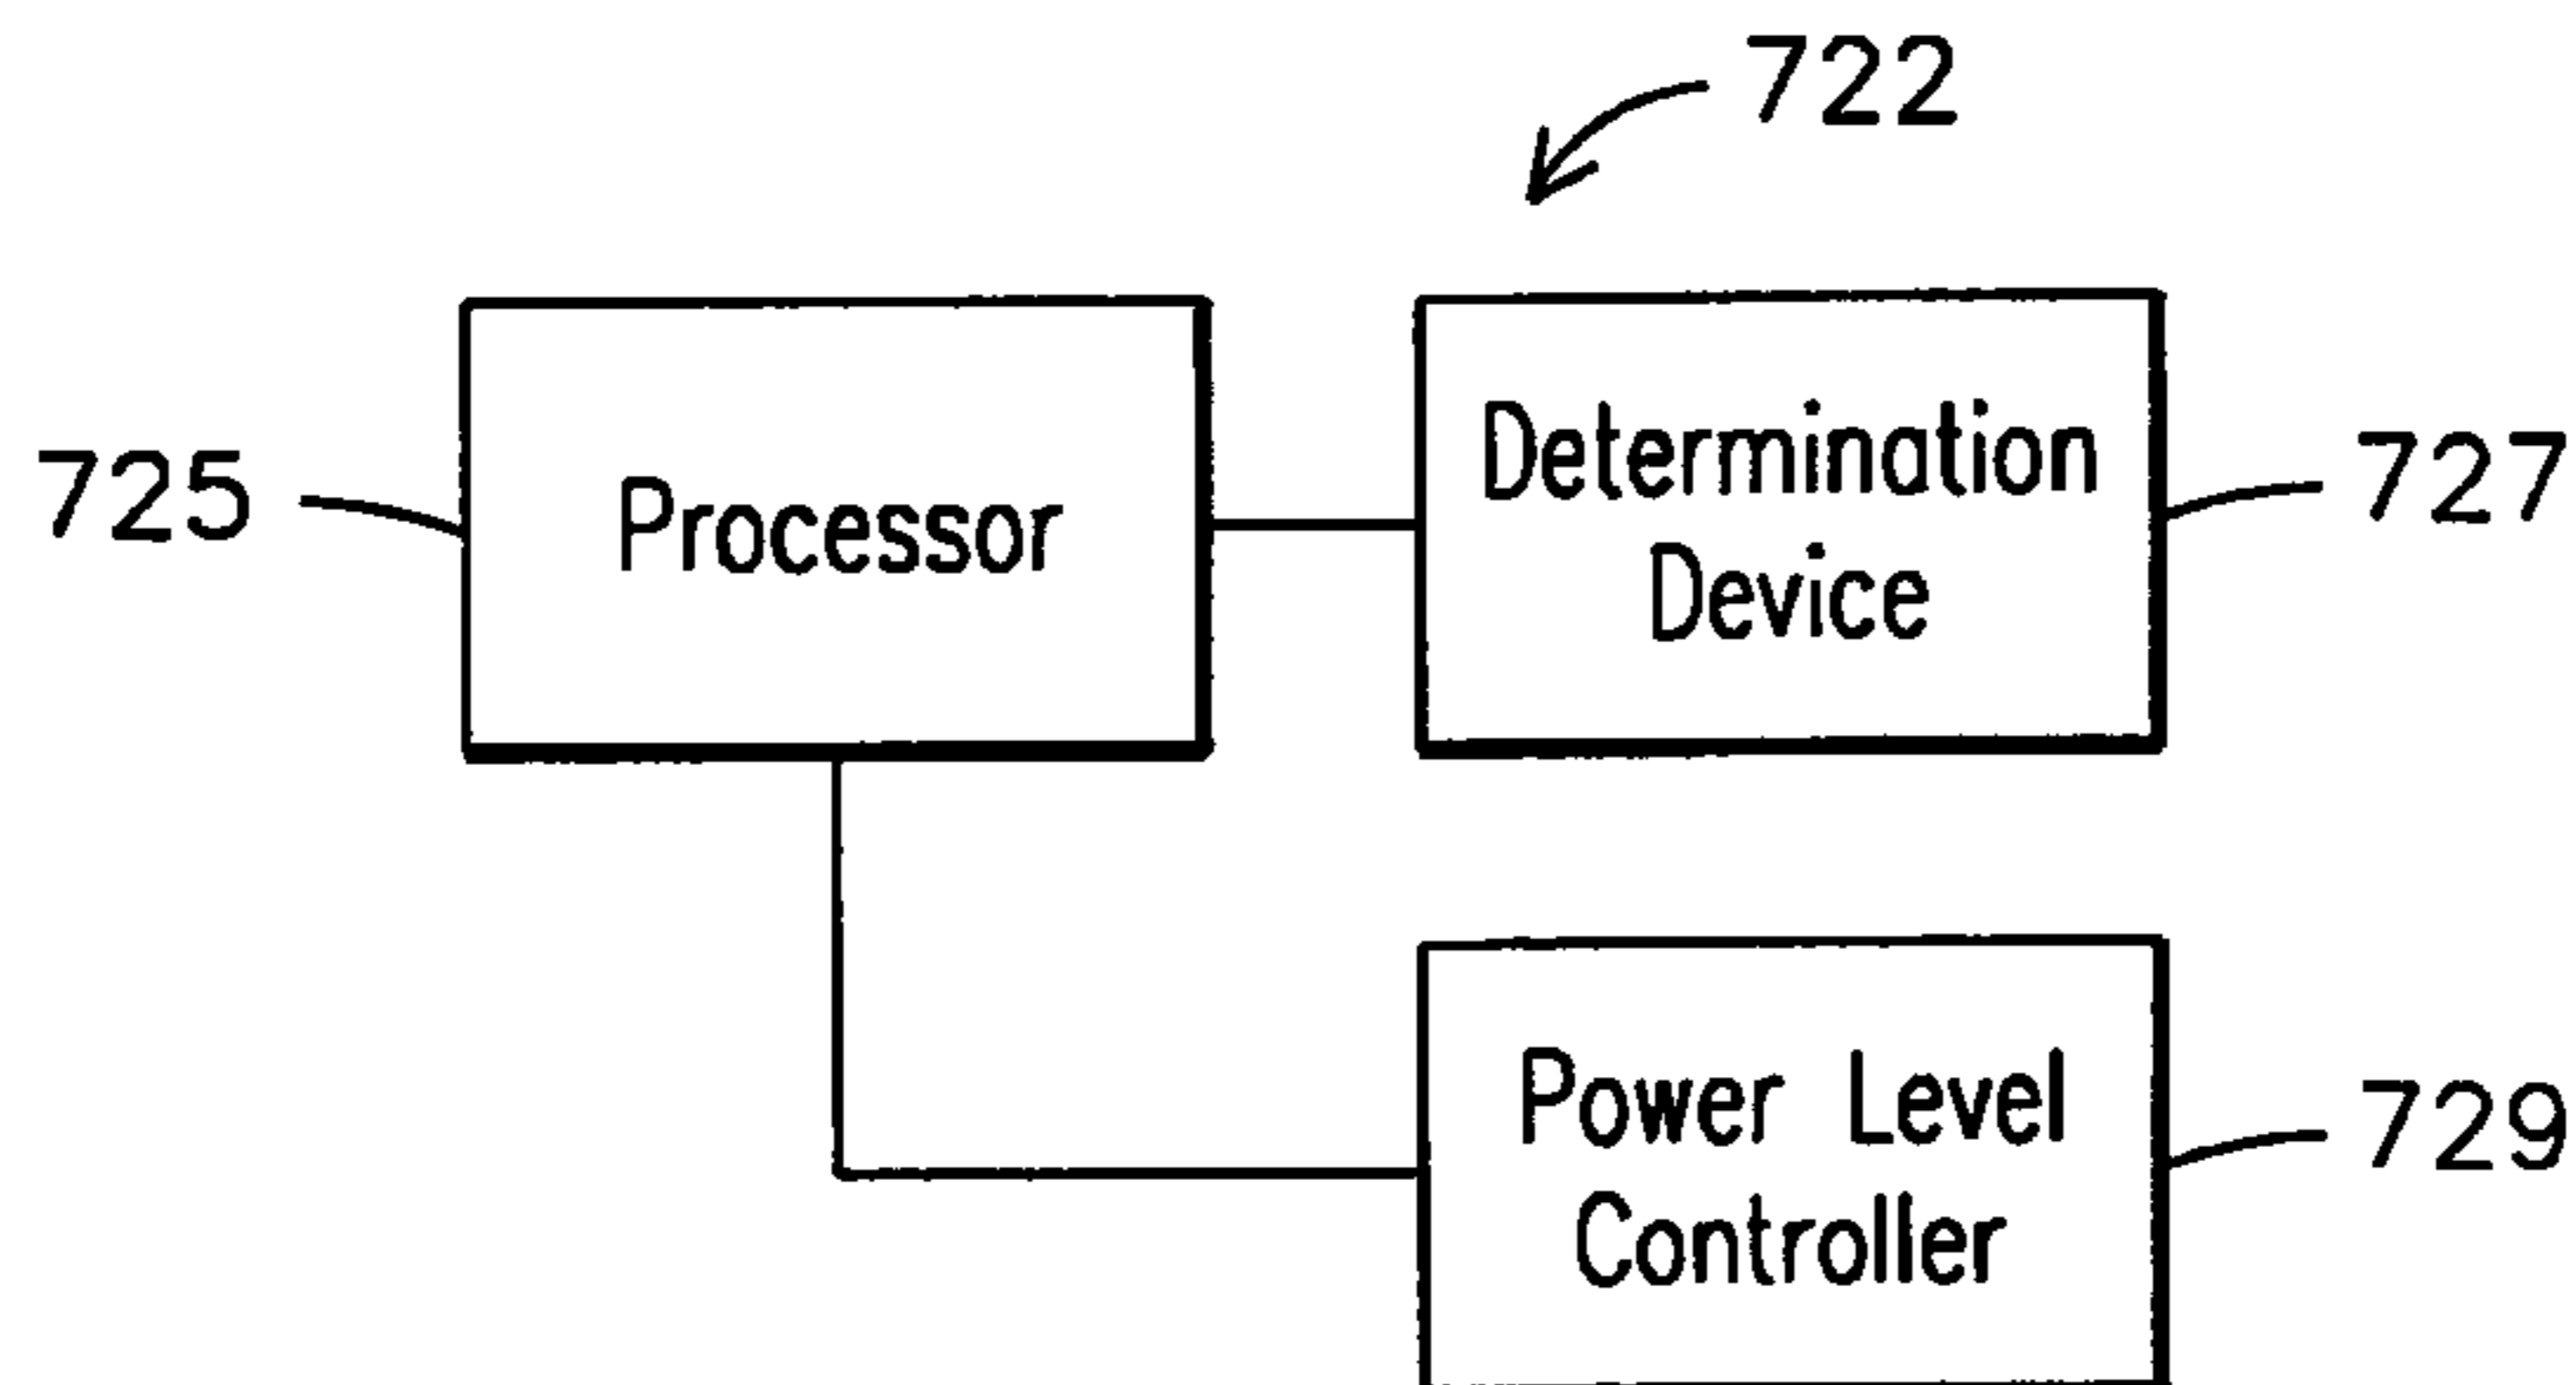 722
725
Processor
Determination
Device
727
Power Level
Controller
729